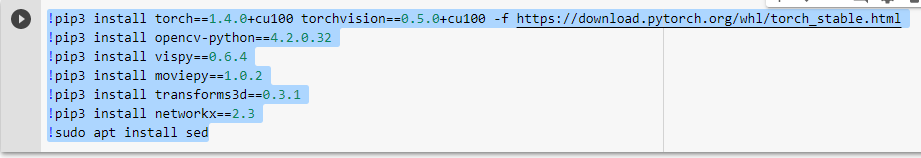 !pip3 install torch==1.4.0+cu100 torchvision==0.5.0+cu100 -f https://download.pytorch.org/whl/torch_stable.html
!pip3 install opencv-python==4.2.0.32
!pip3 install vispy==0.6.4
!pip3 install moviepy==1.0.2
!pip3 install transforms3d==0.3.1
!pip3 install networkx==2.3
!sudo apt install sed